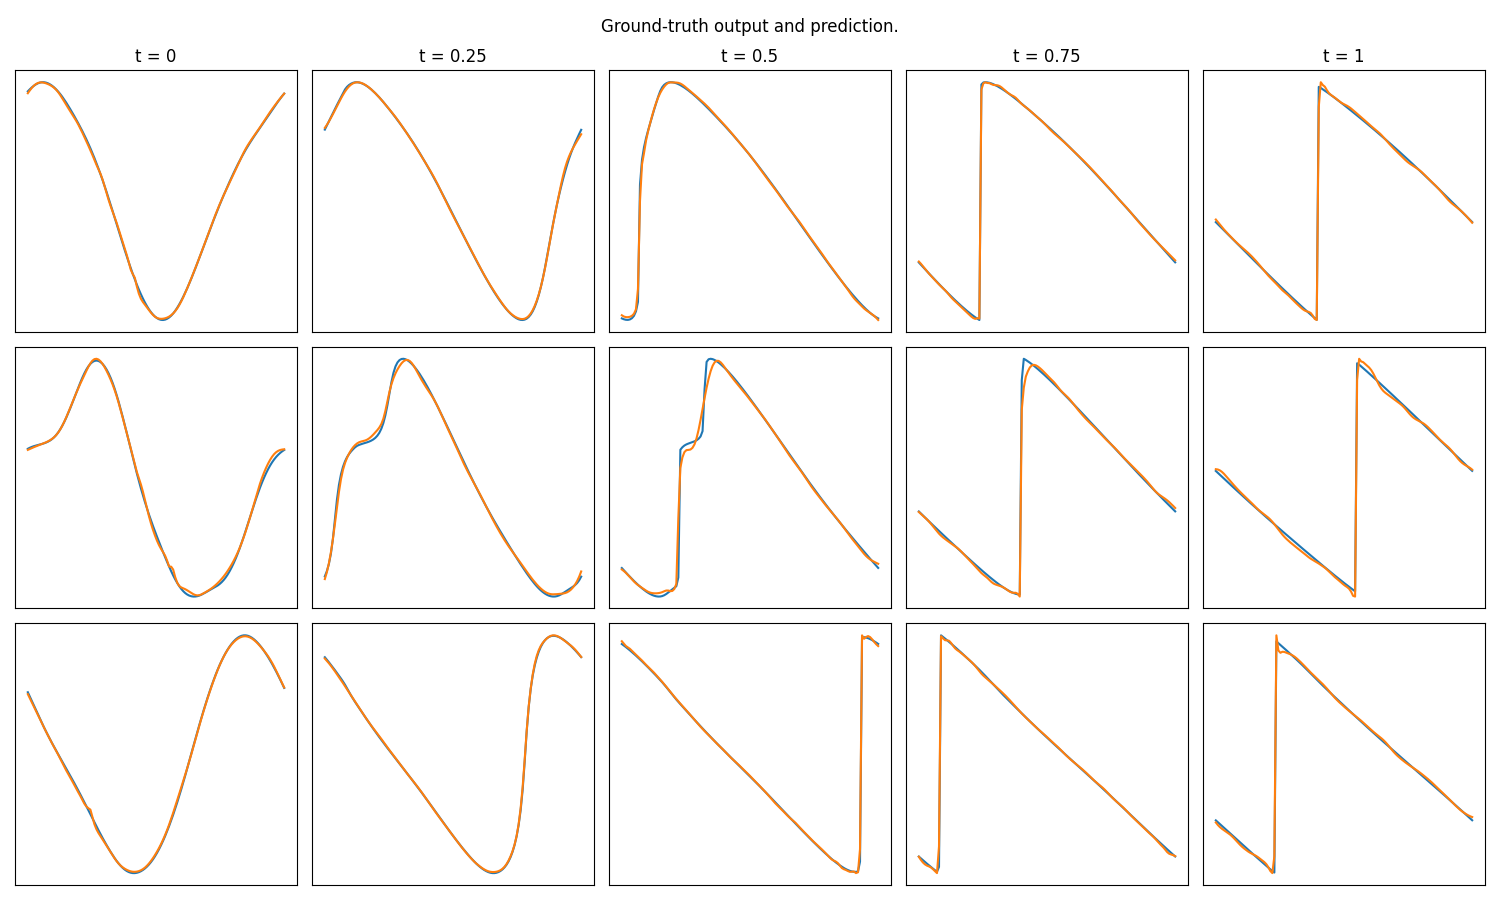 Ground-truth output and prediction.
t = 0
t = 0.25
t = 0.5
t = 0.75
t = 1